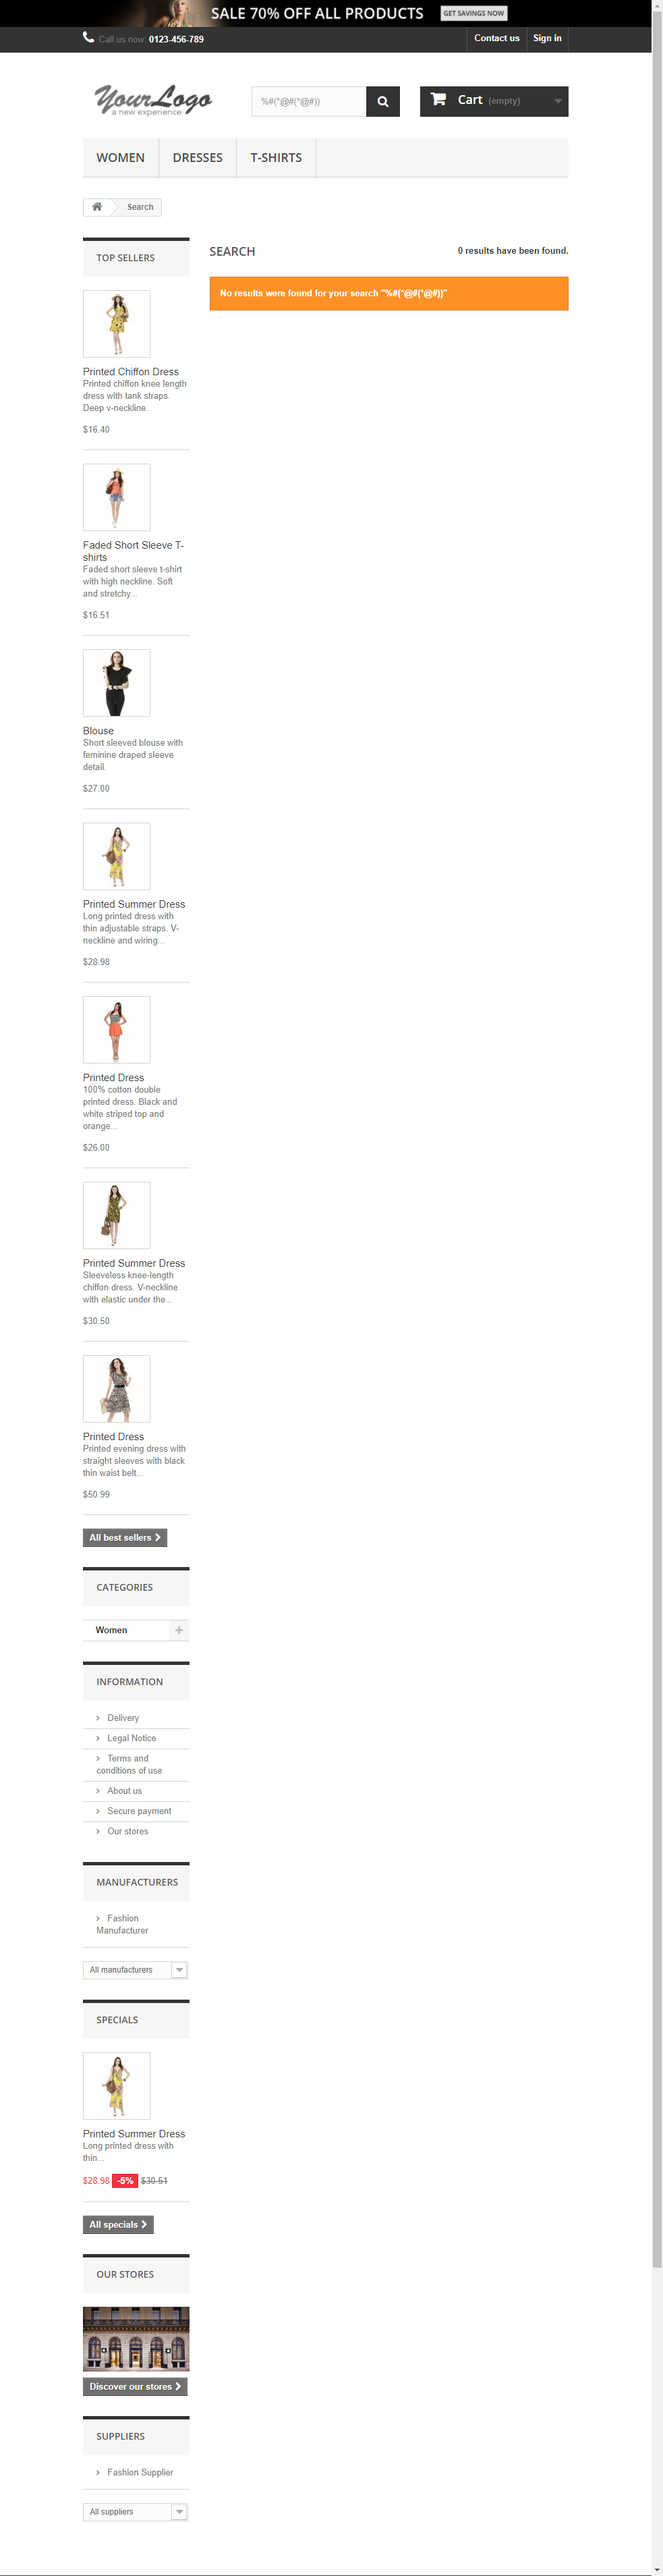 SALE 70% OFF ALL PRODUCTS GET SAVINGS NOW
Call us now: 0123-456-789 Contact us Sign in
YourLogo
a new experience
%#(*@#(*@#)) Cart (empty)
WOMEN DRESSES T-SHIRTS
Search
TOP SELLERS
SEARCH 0 results have been found.
No results were found for your search "%#(*@#(*@#))"
Printed Chiffon Dress
Printed chiffon knee length
dress with tank straps.
Deep v-neckline.
$16.40
Faded Short Sleeve T-
shirts
Faded short sleeve t-shirt
with high neckline. Soft
and stretchy...
$16.51
Blouse
Short sleeved blouse with
feminine draped sleeve
detail.
$27.00
Printed Summer Dress
Long printed dress with
thin adjustable straps. V-
neckline and wiring...
$28.98
Printed Dress
100% cotton double
printed dress. Black and
white striped top and
orange...
$26.00
Printed Summer Dress
Sleeveless knee-length
chiffon dress. V-neckline
with elastic under the...
$30.50
Printed Dress
Printed evening dress with
straight sleeves with black
thin waist belt...
$50.99
All best sellers
CATEGORIES
Women
INFORMATION
Delivery
Legal Notice
Terms and
conditions of use
About us
Secure payment
Our stores
MANUFACTURERS
Fashion
Manufacturer
All manufacturers
SPECIALS
Printed Summer Dress
Long printed dress with
thin...
$28.98 -5% $30.51
All specials
OUR STORES
Discover our stores
SUPPLIERS
Fashion Supplier
All suppliers